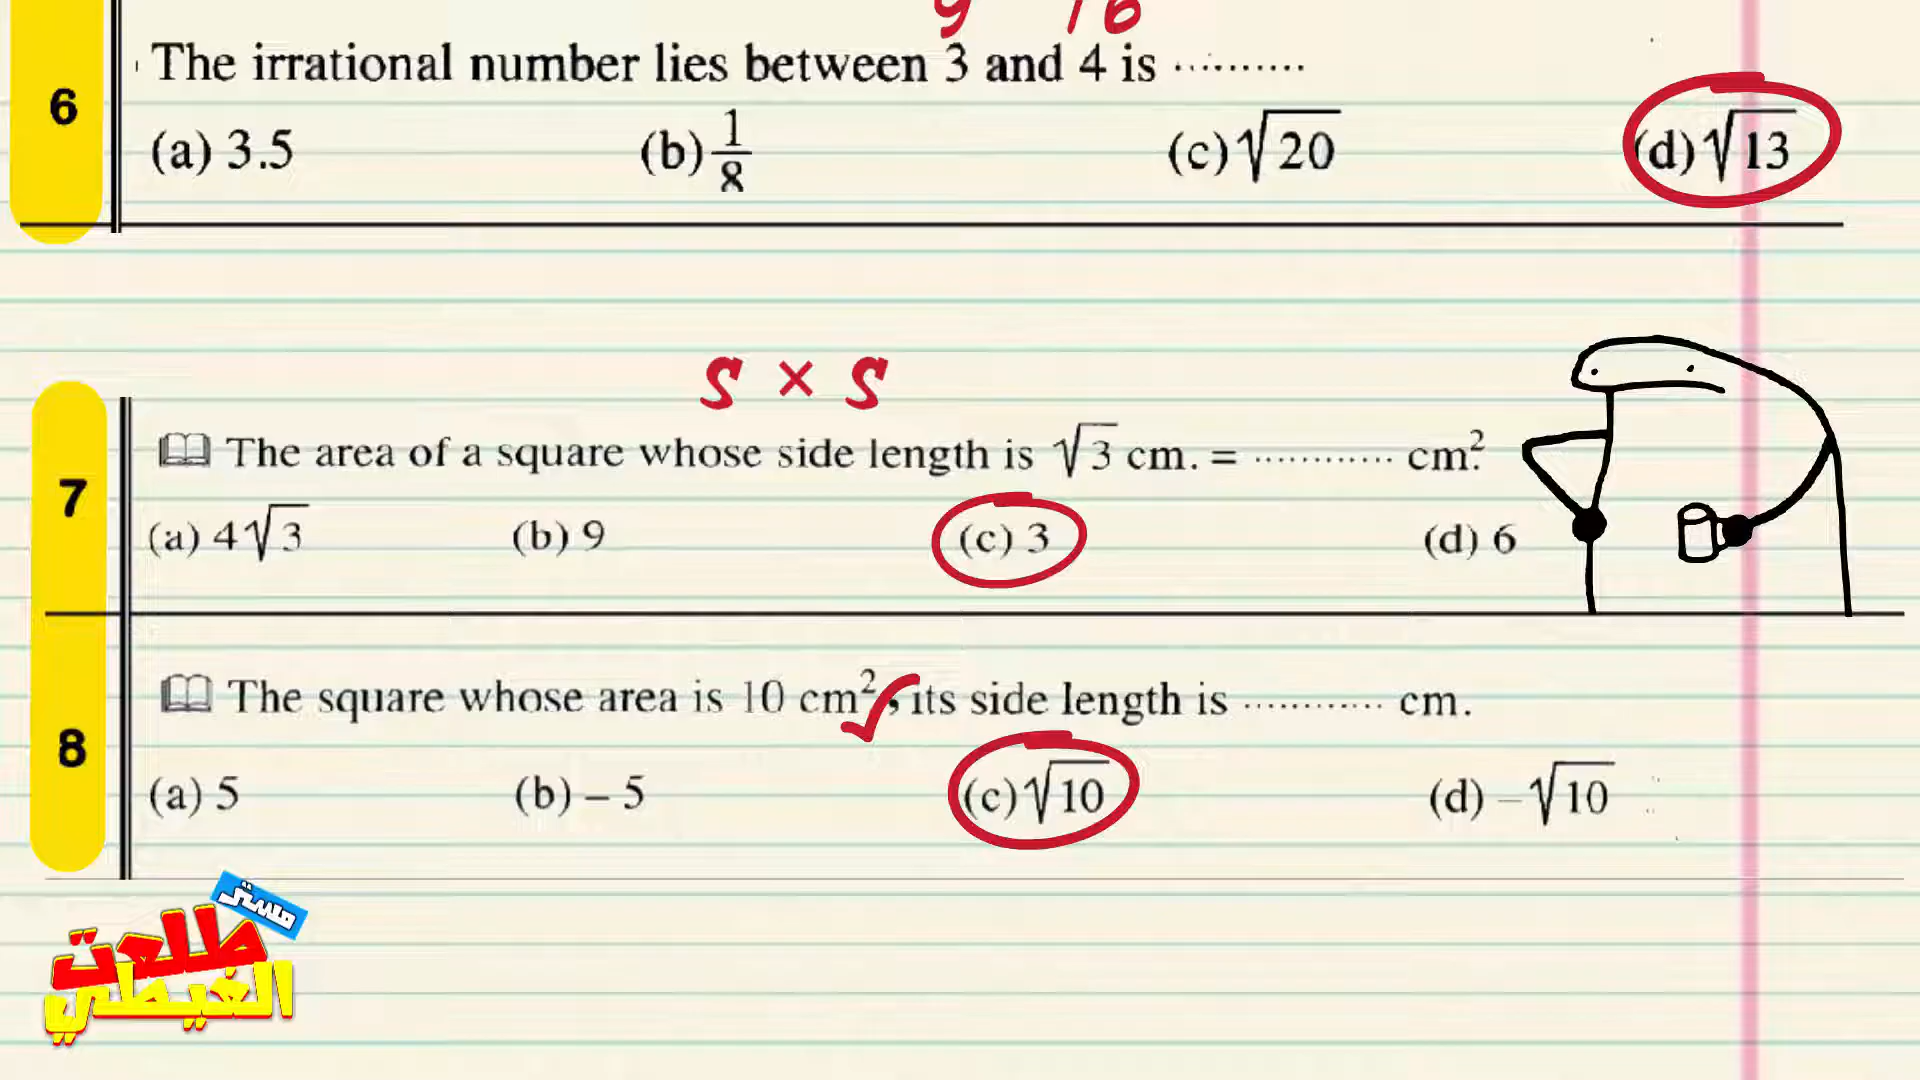 9 16
6
The irrational number lies between 3 and 4 is ..........
(a) 3.5 (b) 1/8 (c) √20 (d) √13
S × S
7
The area of a square whose side length is √3 cm. = ............ cm².
(a) 4√3 (b) 9 (c) 3 (d) 6
8
The square whose area is 10 cm², its side length is ............ cm.
(a) 5 (b) – 5 (c) √10 (d) – √10
مستر
طلعت
الغيطي